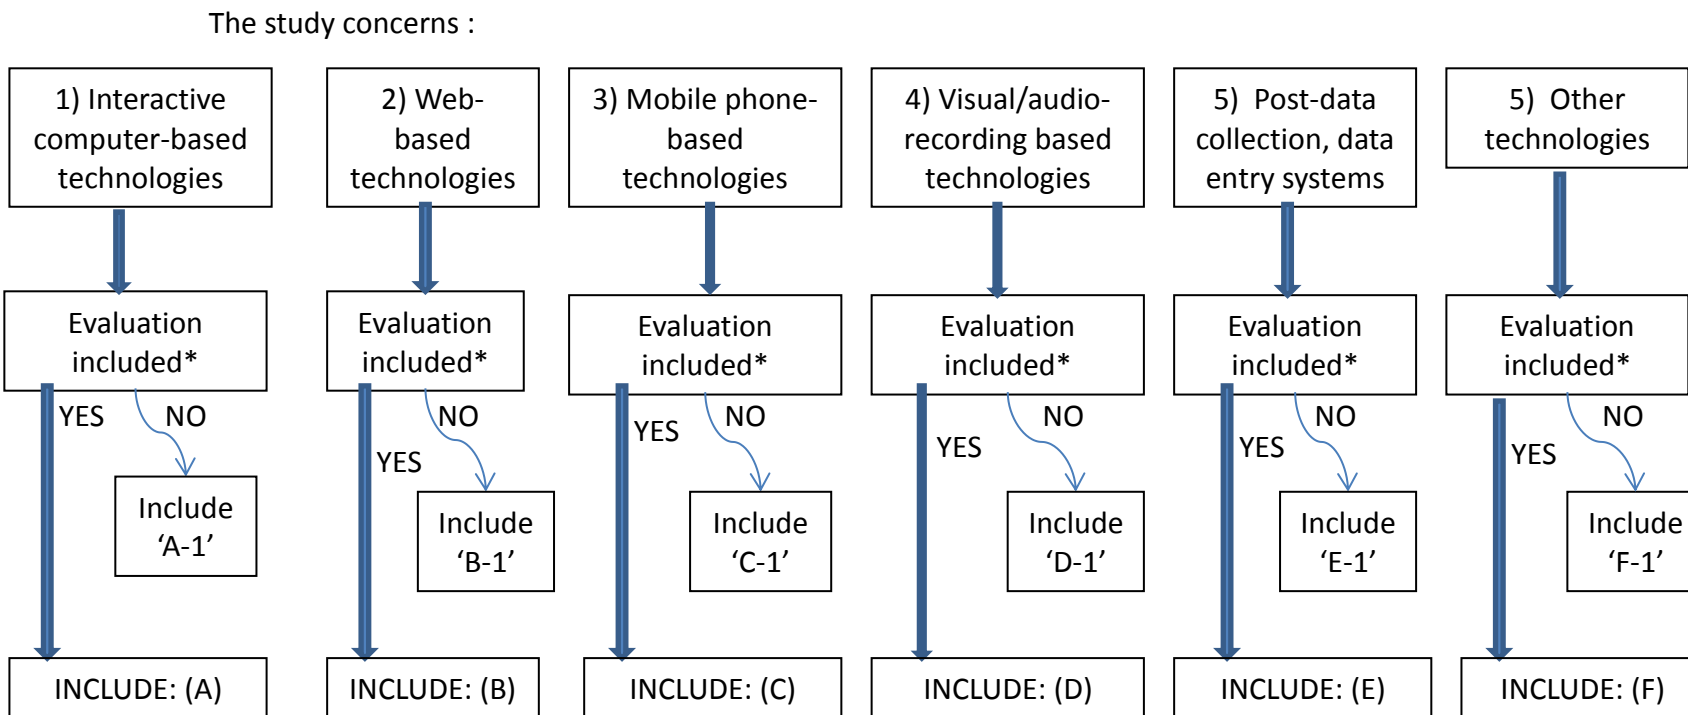 The study concerns :
1) Interactive
computer-based
technologies
2) Web-
based
technologies
3) Mobile phone-
based
technologies
4) Visual/audio-
recording based
technologies
5) Post-data
collection, data
entry systems
5) Other
technologies
Evaluation
included*
Evaluation
included*
Evaluation
included*
Evaluation
included*
Evaluation
included*
Evaluation
included*
YES
NO
YES
NO
YES
NO
YES
NO
YES
NO
YES
NO
Include
‘A-1’
Include
‘B-1’
Include
‘C-1’
Include
‘D-1’
Include
‘E-1’
Include
‘F-1’
INCLUDE: (A)
INCLUDE: (B)
INCLUDE: (C)
INCLUDE: (D)
INCLUDE: (E)
INCLUDE: (F)